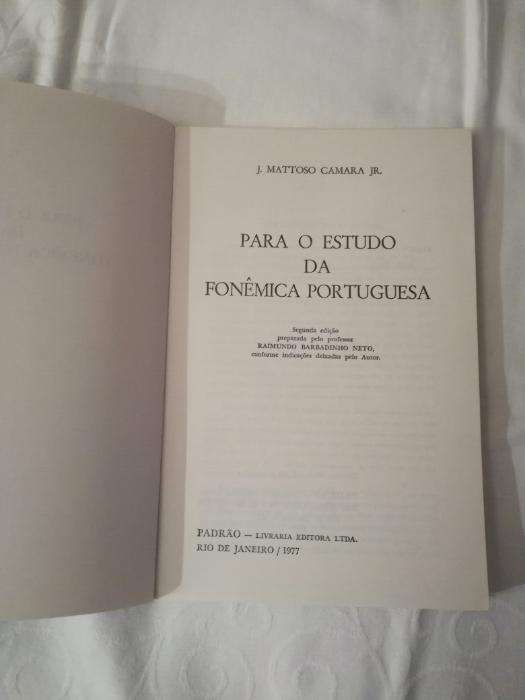 J. MATTOSO CAMARA JR.
PARA O ESTUDO
DA
FONÊMICA PORTUGUESA
Segunda edição
preparada pelo professor
RAIMUNDO BARBADINHO NETO,
conforme indicações deixadas pelo Autor.
PADRÃO — LIVRARIA EDITORA LTDA.
RIO DE JANEIRO / 1977